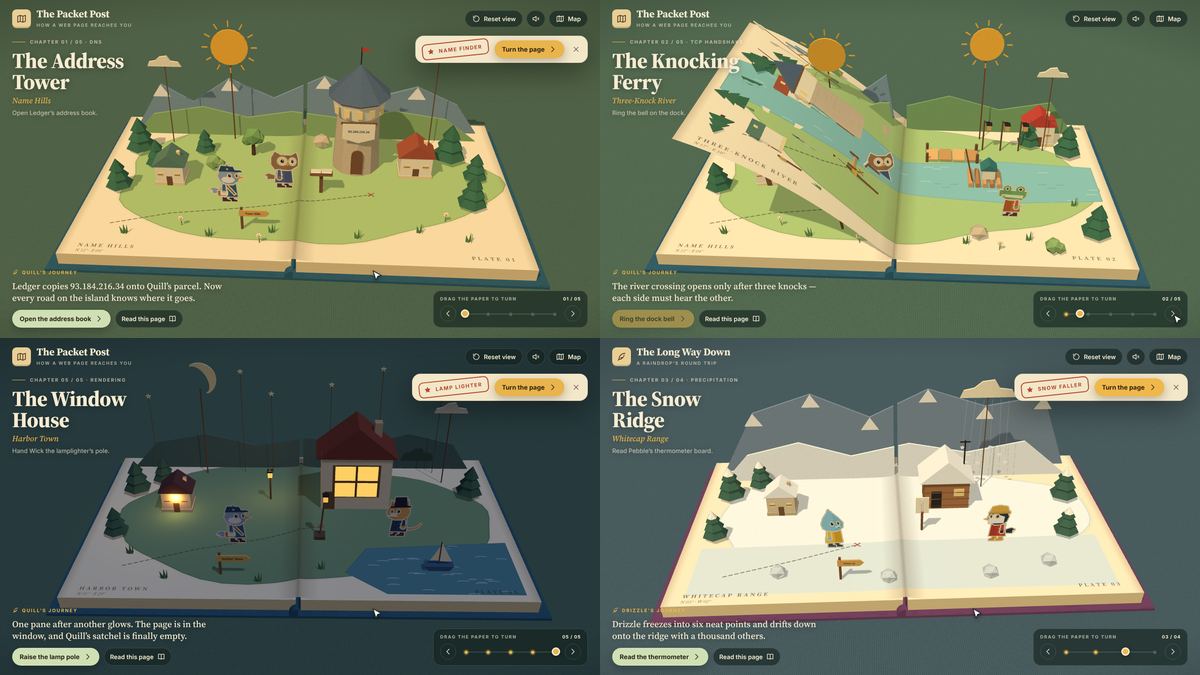 The Packet Post
HOW A WEB PAGE REACHES YOU
Reset view
Map
CHAPTER 01 / 05 · DNS
The Address
Tower
Name Hills
Open Ledger's address book.
NAME FINDER
Turn the page
93.184.216.34
NAME HILLS
PLATE 01
QUILL'S JOURNEY
Ledger copies 93.184.216.34 onto Quill's parcel. Now
every road on the island knows where it goes.
Open the address book
Read this page
DRAG THE PAPER TO TURN
01 / 05
The Packet Post
HOW A WEB PAGE REACHES YOU
Reset view
Map
CHAPTER 02 / 05 · TCP HANDSHA
The Knocking
Ferry
Three-Knock River
Ring the bell on the dock.
THREE-KNOCK RIVER
NAME HILLS
PLATE 02
QUILL'S JOURNEY
The river crossing opens only after three knocks —
each side must hear the other.
Ring the dock bell
Read this page
DRAG THE PAPER TO TURN
02 / 05
The Packet Post
HOW A WEB PAGE REACHES YOU
Reset view
Map
CHAPTER 05 / 05 · RENDERING
The Window
House
Harbor Town
Hand Wick the lamplighter's pole.
LAMP LIGHTER
Turn the page
HARBOR TOWN
QUILL'S JOURNEY
One pane after another glows. The page is in the
window, and Quill's satchel is finally empty.
Raise the lamp pole
Read this page
DRAG THE PAPER TO TURN
05 / 05
The Long Way Down
A RAINDROP'S ROUND TRIP
Reset view
Map
CHAPTER 03 / 04 · PRECIPITATION
The Snow
Ridge
Whitecap Range
Read Pebble's thermometer board.
SNOW FALLER
Turn the page
WHITECAP RANGE
PLATE 03
DRIZZLE'S JOURNEY
Drizzle freezes into six neat points and drifts down
onto the ridge with a thousand others.
Read the thermometer
Read this page
DRAG THE PAPER TO TURN
03 / 04